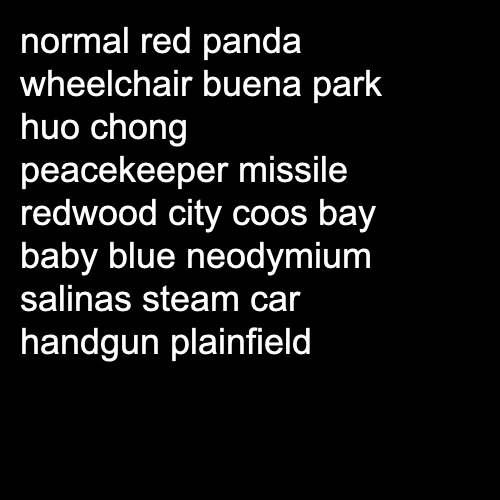 normal red panda
wheelchair buena park
huo chong
peacekeeper missile
redwood city coos bay
baby blue neodymium
salinas steam car
handgun plainfield